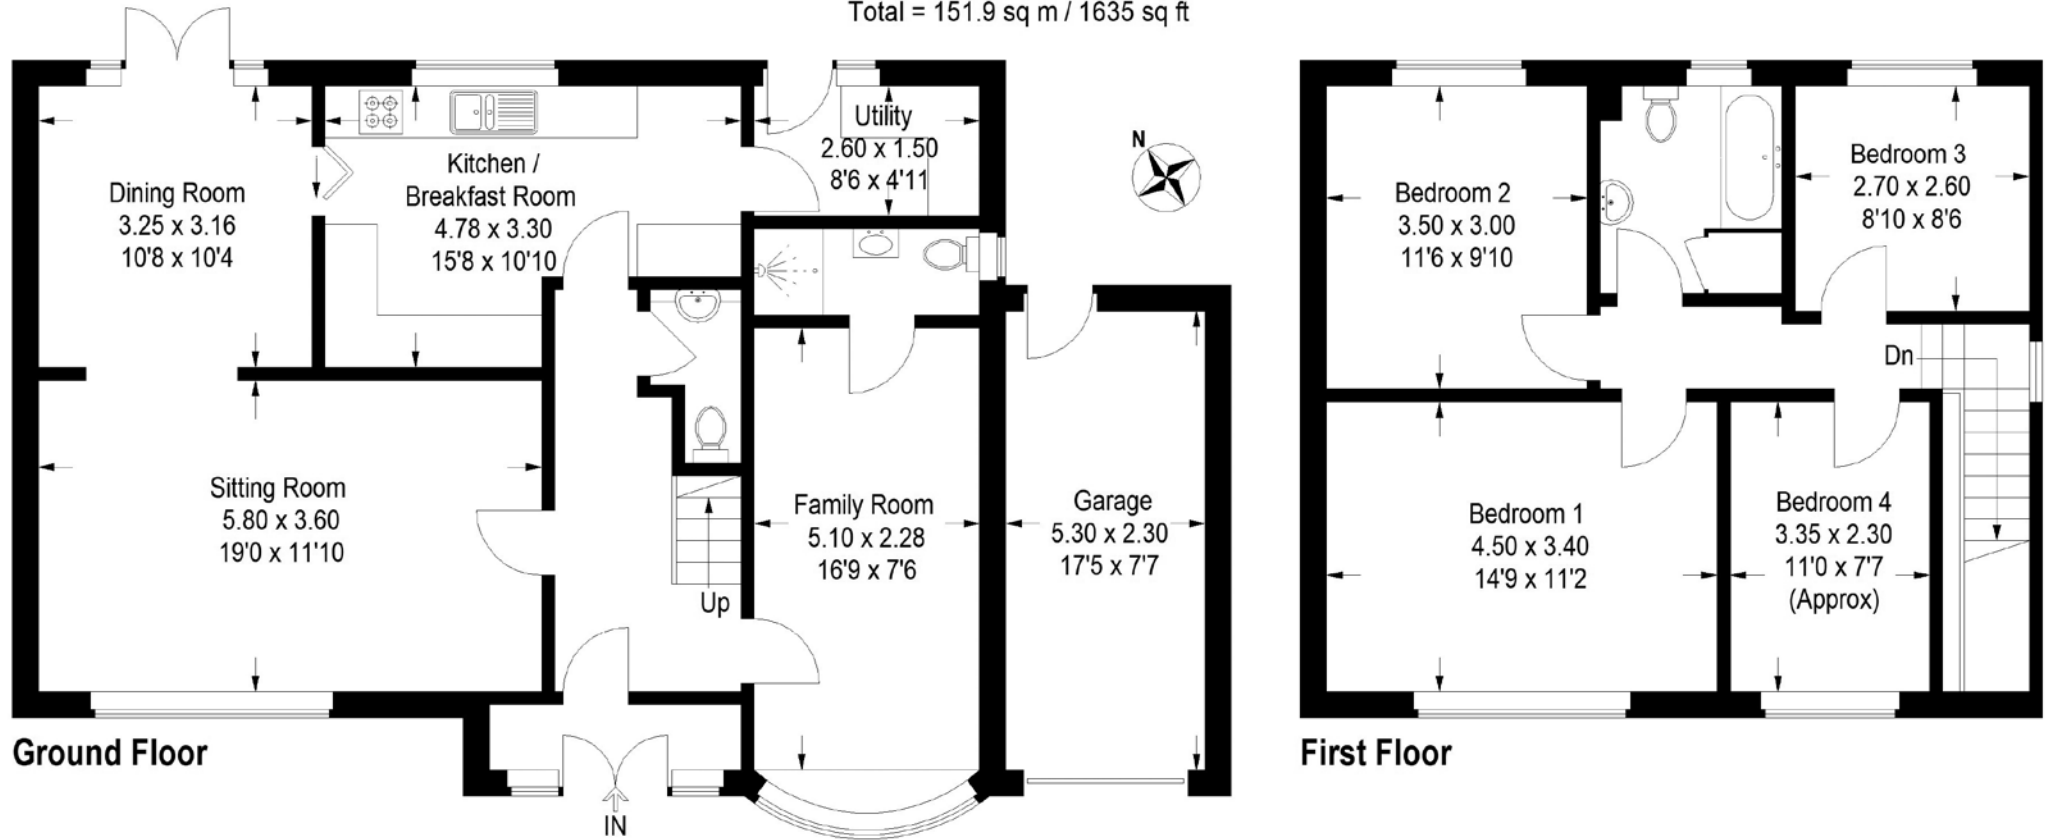 Total = 151.9 sq m / 1635 sq ft
Dining Room
3.25 x 3.16
10'8 x 10'4
Kitchen /
Breakfast Room
4.78 x 3.30
15'8 x 10'10
Utility
2.60 x 1.50
8'6 x 4'11
N
Sitting Room
5.80 x 3.60
19'0 x 11'10
Up
Family Room
5.10 x 2.28
16'9 x 7'6
Garage
5.30 x 2.30
17'5 x 7'7
IN
Ground Floor
Bedroom 2
3.50 x 3.00
11'6 x 9'10
Bedroom 3
2.70 x 2.60
8'10 x 8'6
Dn
Bedroom 1
4.50 x 3.40
14'9 x 11'2
Bedroom 4
3.35 x 2.30
11'0 x 7'7
(Approx)
First Floor